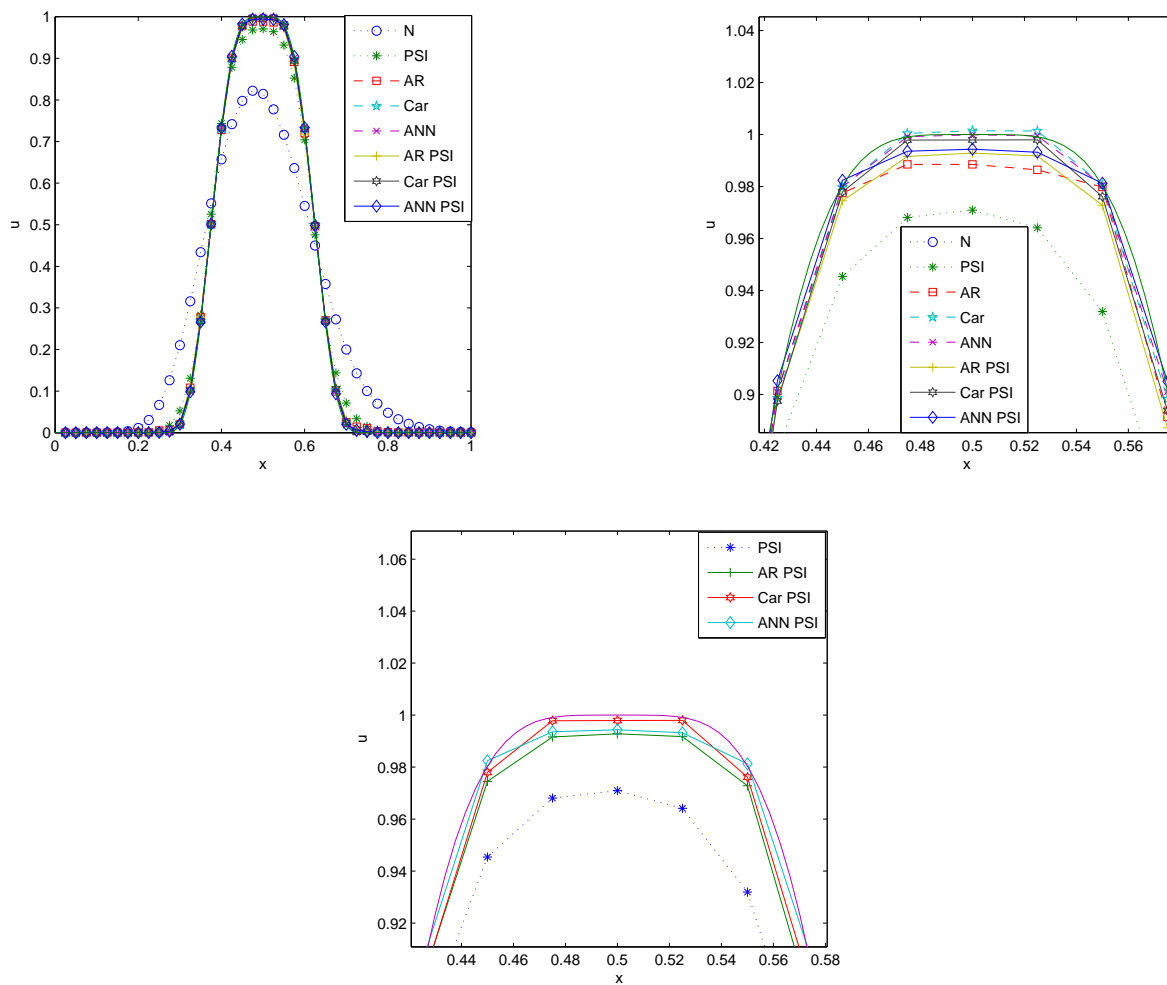 1
0.9
0.8
0.7
0.6
0.5
0.4
0.3
0.2
0.1
0
u
0 0.2 0.4 0.6 0.8 1
x
N
PSI
AR
Car
ANN
AR PSI
Car PSI
ANN PSI
1.04
1.02
1
0.98
0.96
0.94
0.92
0.9
u
0.42 0.44 0.46 0.48 0.5 0.52 0.54 0.56
x
N
PSI
AR
Car
ANN
AR PSI
Car PSI
ANN PSI
1.06
1.04
1.02
1
0.98
0.96
0.94
0.92
u
0.44 0.46 0.48 0.5 0.52 0.54 0.56 0.58
x
PSI
AR PSI
Car PSI
ANN PSI